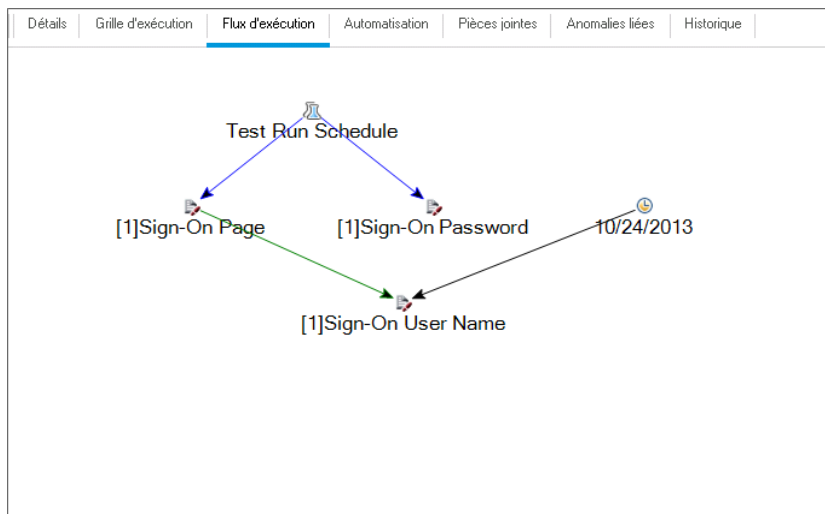 Détails Grille d'exécution Flux d'exécution Automatisation Pièces jointes Anomalies liées Historique
Test Run Schedule
[1]Sign-On Page [1]Sign-On Password 10/24/2013
[1]Sign-On User Name